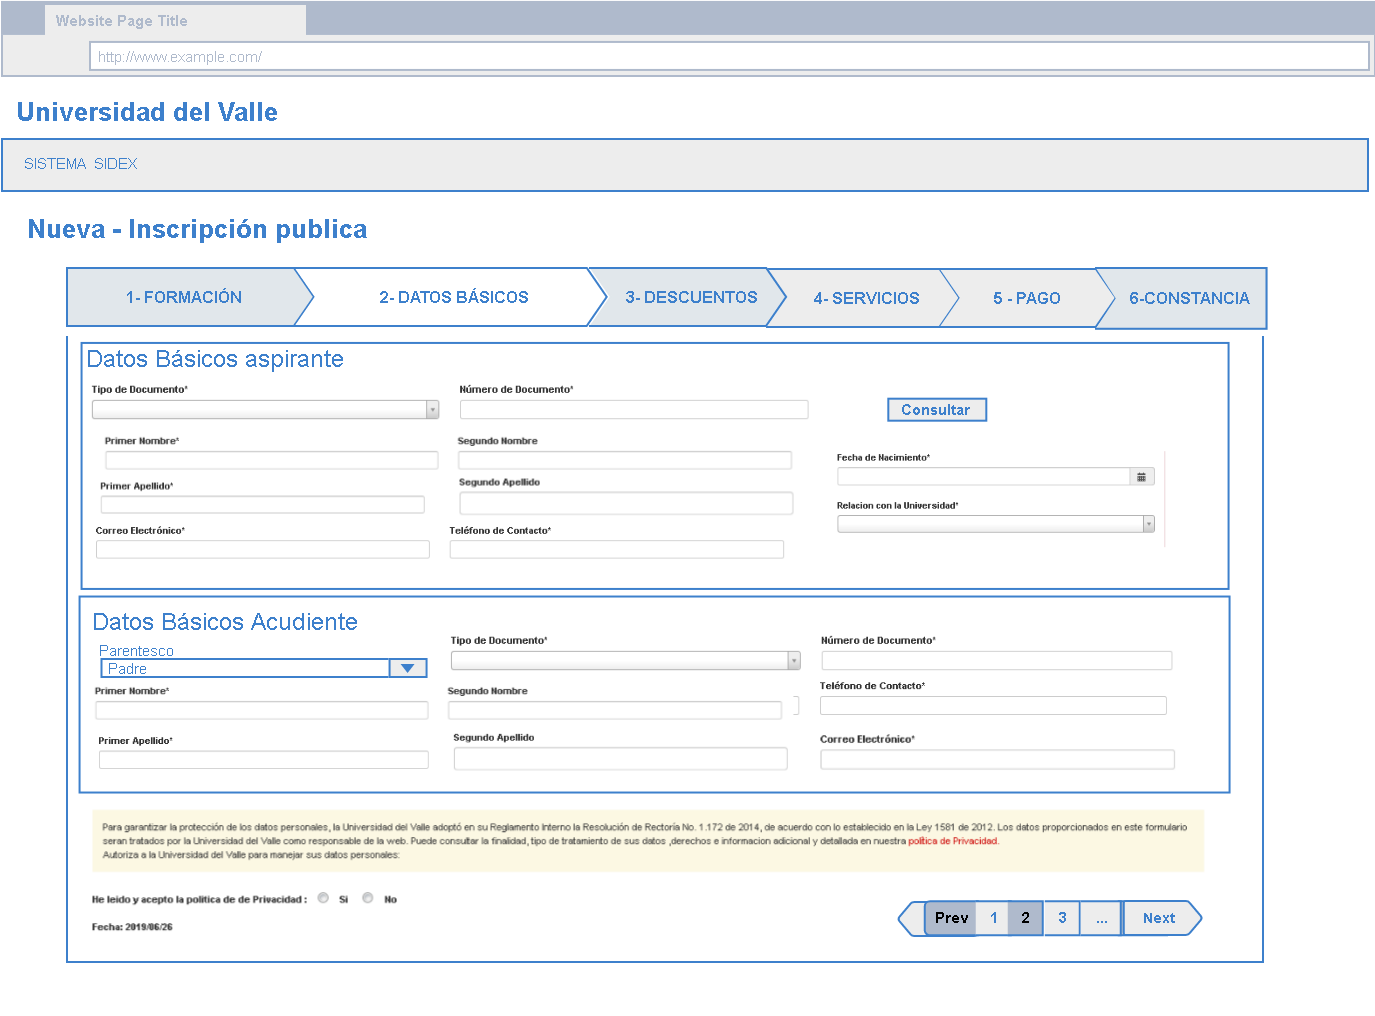 Website Page Title
http://www.example.com/
Universidad del Valle
SISTEMA SIDEX
Nueva - Inscripción publica
1- FORMACIÓN
2- DATOS BÁSICOS
3- DESCUENTOS
4- SERVICIOS
5 - PAGO
6-CONSTANCIA
Datos Básicos aspirante
Tipo de Documento*
Número de Documento*
Consultar
Primer Nombre*
Segundo Nombre
Fecha de Nacimiento*
Primer Apellido*
Segundo Apellido
Relacion con la Universidad*
Correo Electrónico*
Teléfono de Contacto*
Datos Básicos Acudiente
Parentesco
Padre
Tipo de Documento*
Número de Documento*
Primer Nombre*
Segundo Nombre
Teléfono de Contacto*
Primer Apellido*
Segundo Apellido
Correo Electrónico*
Para garantizar la protección de los datos personales, la Universidad del Valle adoptó en su Reglamento Interno la Resolución de Rectoría No. 1.172 de 2014, de acuerdo con lo establecido en la Ley 1581 de 2012. Los datos proporcionados en este formulario
seran tratados por la Universidad del Valle como responsable de la web. Puede consultar la finalidad, tipo de tratamiento de sus datos ,derechos e informacion adicional y detallada en nuestra política de Privacidad.
Autoriza a la Universidad del Valle para manejar sus datos personales:
He leido y acepto la politica de de Privacidad : Si No
Fecha: 2019/06/26
Prev 1 2 3 ... Next